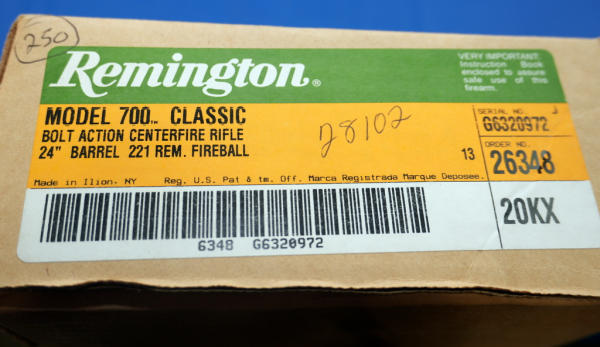 250
Remington®
VERY IMPORTANT
Instruction Book
enclosed to assure
safe use of this
firearm.
MODEL 700™ CLASSIC
BOLT ACTION CENTERFIRE RIFLE
24" BARREL 221 REM. FIREBALL
28102
13
SERIAL NO.
G6320972
ORDER NO.
26348
Made in Ilion, NY Reg. U.S. Pat & tm. Off. Marca Registrada Marque Deposee.
20KX
6348 G6320972